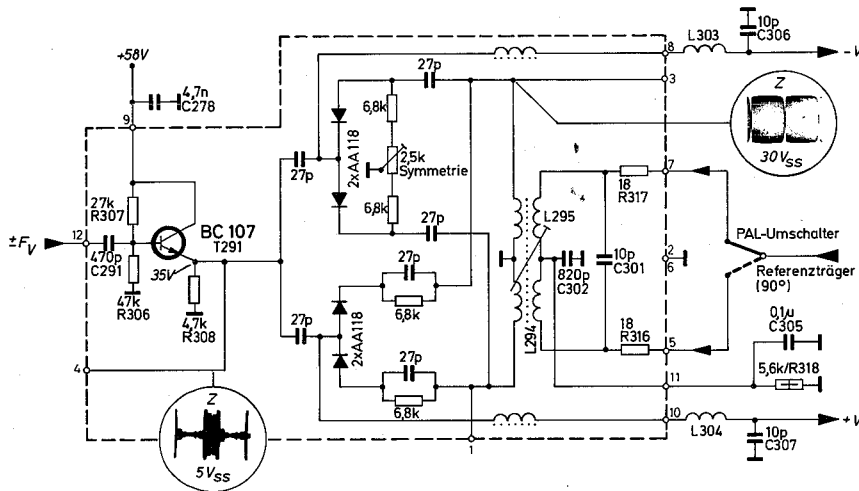 10p
C306
8
L303
-V
+58V
27p
3
4,7n
C278
Z
30Vss
9
6,8k
27p
2xAA118
2,5k
Symmetrie
7
18
R317
27k
R307
BC 107
T291
6,8k
27p
L295
PAL-Umschalter
±FV
12
470p
C291
35V
10p
C301
2
6
Referenzträger
(90°)
820p
C302
47k
R306
4,7k
R308
27p
27p
6,8k
2xAA118
L294
18
R316
5
0,1µ
C305
4
27p
6,8k
11
5,6k/R318
Z
5Vss
10
L304
+V
1
10p
C307